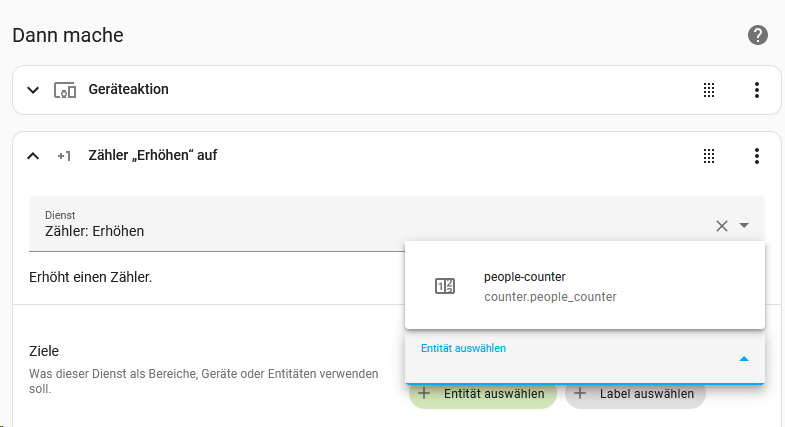 Dann mache
Geräteaktion
+1 Zähler „Erhöhen“ auf
Dienst
Zähler: Erhöhen
Erhöht einen Zähler.
people-counter
counter.people_counter
Ziele
Was dieser Dienst als Bereiche, Geräte oder Entitäten verwenden
soll.
Entität auswählen
+ Entität auswählen
+ Label auswählen